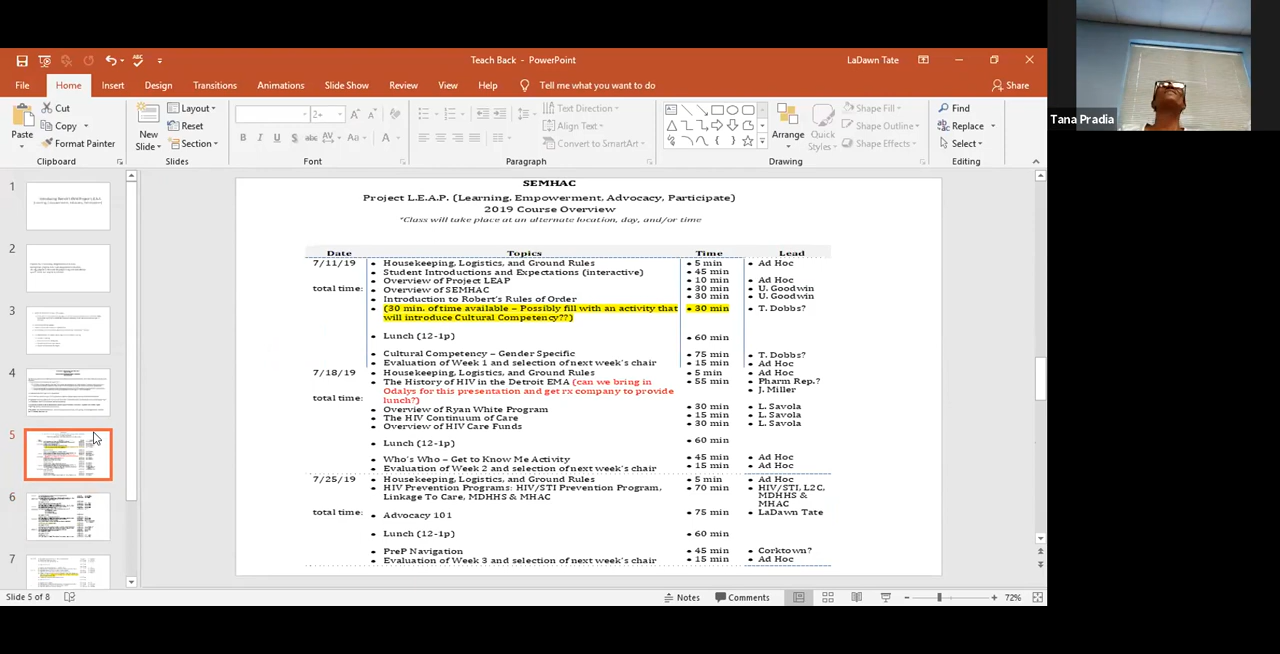 Teach Back - PowerPoint
LaDawn Tate
File Home Insert Design Transitions Animations Slide Show Review View Help Tell me what you want to do Share
Paste
Cut
Copy
Format Painter
Clipboard
New Slide
Layout
Reset
Section
Slides
2+
B I U S abc AV Aa A
Font
Text Direction
Align Text
Convert to SmartArt
Paragraph
Arrange
Quick Styles
Shape Fill
Shape Outline
Shape Effects
Drawing
Find
Replace
Select
Editing
Tana Pradia
1
2
3
4
5
6
7
SEMHAC
Project L.E.A.P. (Learning, Empowerment, Advocacy, Participate)
2019 Course Overview
*Class will take place at an alternate location, day, and/or time
Date Topics Time Lead
7/11/19 • Housekeeping, Logistics, and Ground Rules • 5 min • Ad Hoc
• Student Introductions and Expectations (interactive) • 45 min
• Overview of Project LEAP • 10 min • Ad Hoc
total time: • Overview of SEMHAC • 30 min • U. Goodwin
• Introduction to Robert's Rules of Order • 30 min • U. Goodwin
• (30 min. of time available – Possibly fill with an activity that • 30 min • T. Dobbs?
will introduce Cultural Competency??)
• Lunch (12-1p) • 60 min
• Cultural Competency – Gender Specific • 75 min • T. Dobbs?
• Evaluation of Week 1 and selection of next week's chair • 15 min • Ad Hoc
7/18/19 • Housekeeping, Logistics, and Ground Rules • 5 min • Ad Hoc
• The History of HIV in the Detroit EMA (can we bring in • 55 min • Pharm Rep.?
Odalys for this presentation and get rx company to provide • J. Miller
total time: lunch?)
• Overview of Ryan White Program • 30 min • L. Savola
• The HIV Continuum of Care • 15 min • L. Savola
• Overview of HIV Care Funds • 30 min • L. Savola
• Lunch (12-1p) • 60 min
• Who's Who – Get to Know Me Activity • 45 min • Ad Hoc
• Evaluation of Week 2 and selection of next week's chair • 15 min • Ad Hoc
7/25/19 • Housekeeping, Logistics, and Ground Rules • 5 min • Ad Hoc
• HIV Prevention Programs: HIV/STI Prevention Program, • 70 min • HIV/STI, L2C,
Linkage To Care, MDHHS & MHAC MDHHS &
MHAC
total time: • Advocacy 101 • 75 min • LaDawn Tate
• Lunch (12-1p) • 60 min
• PreP Navigation • 45 min • Corktown?
• Evaluation of Week 3 and selection of next week's chair • 15 min • Ad Hoc
Slide 5 of 8
Notes
Comments
72%